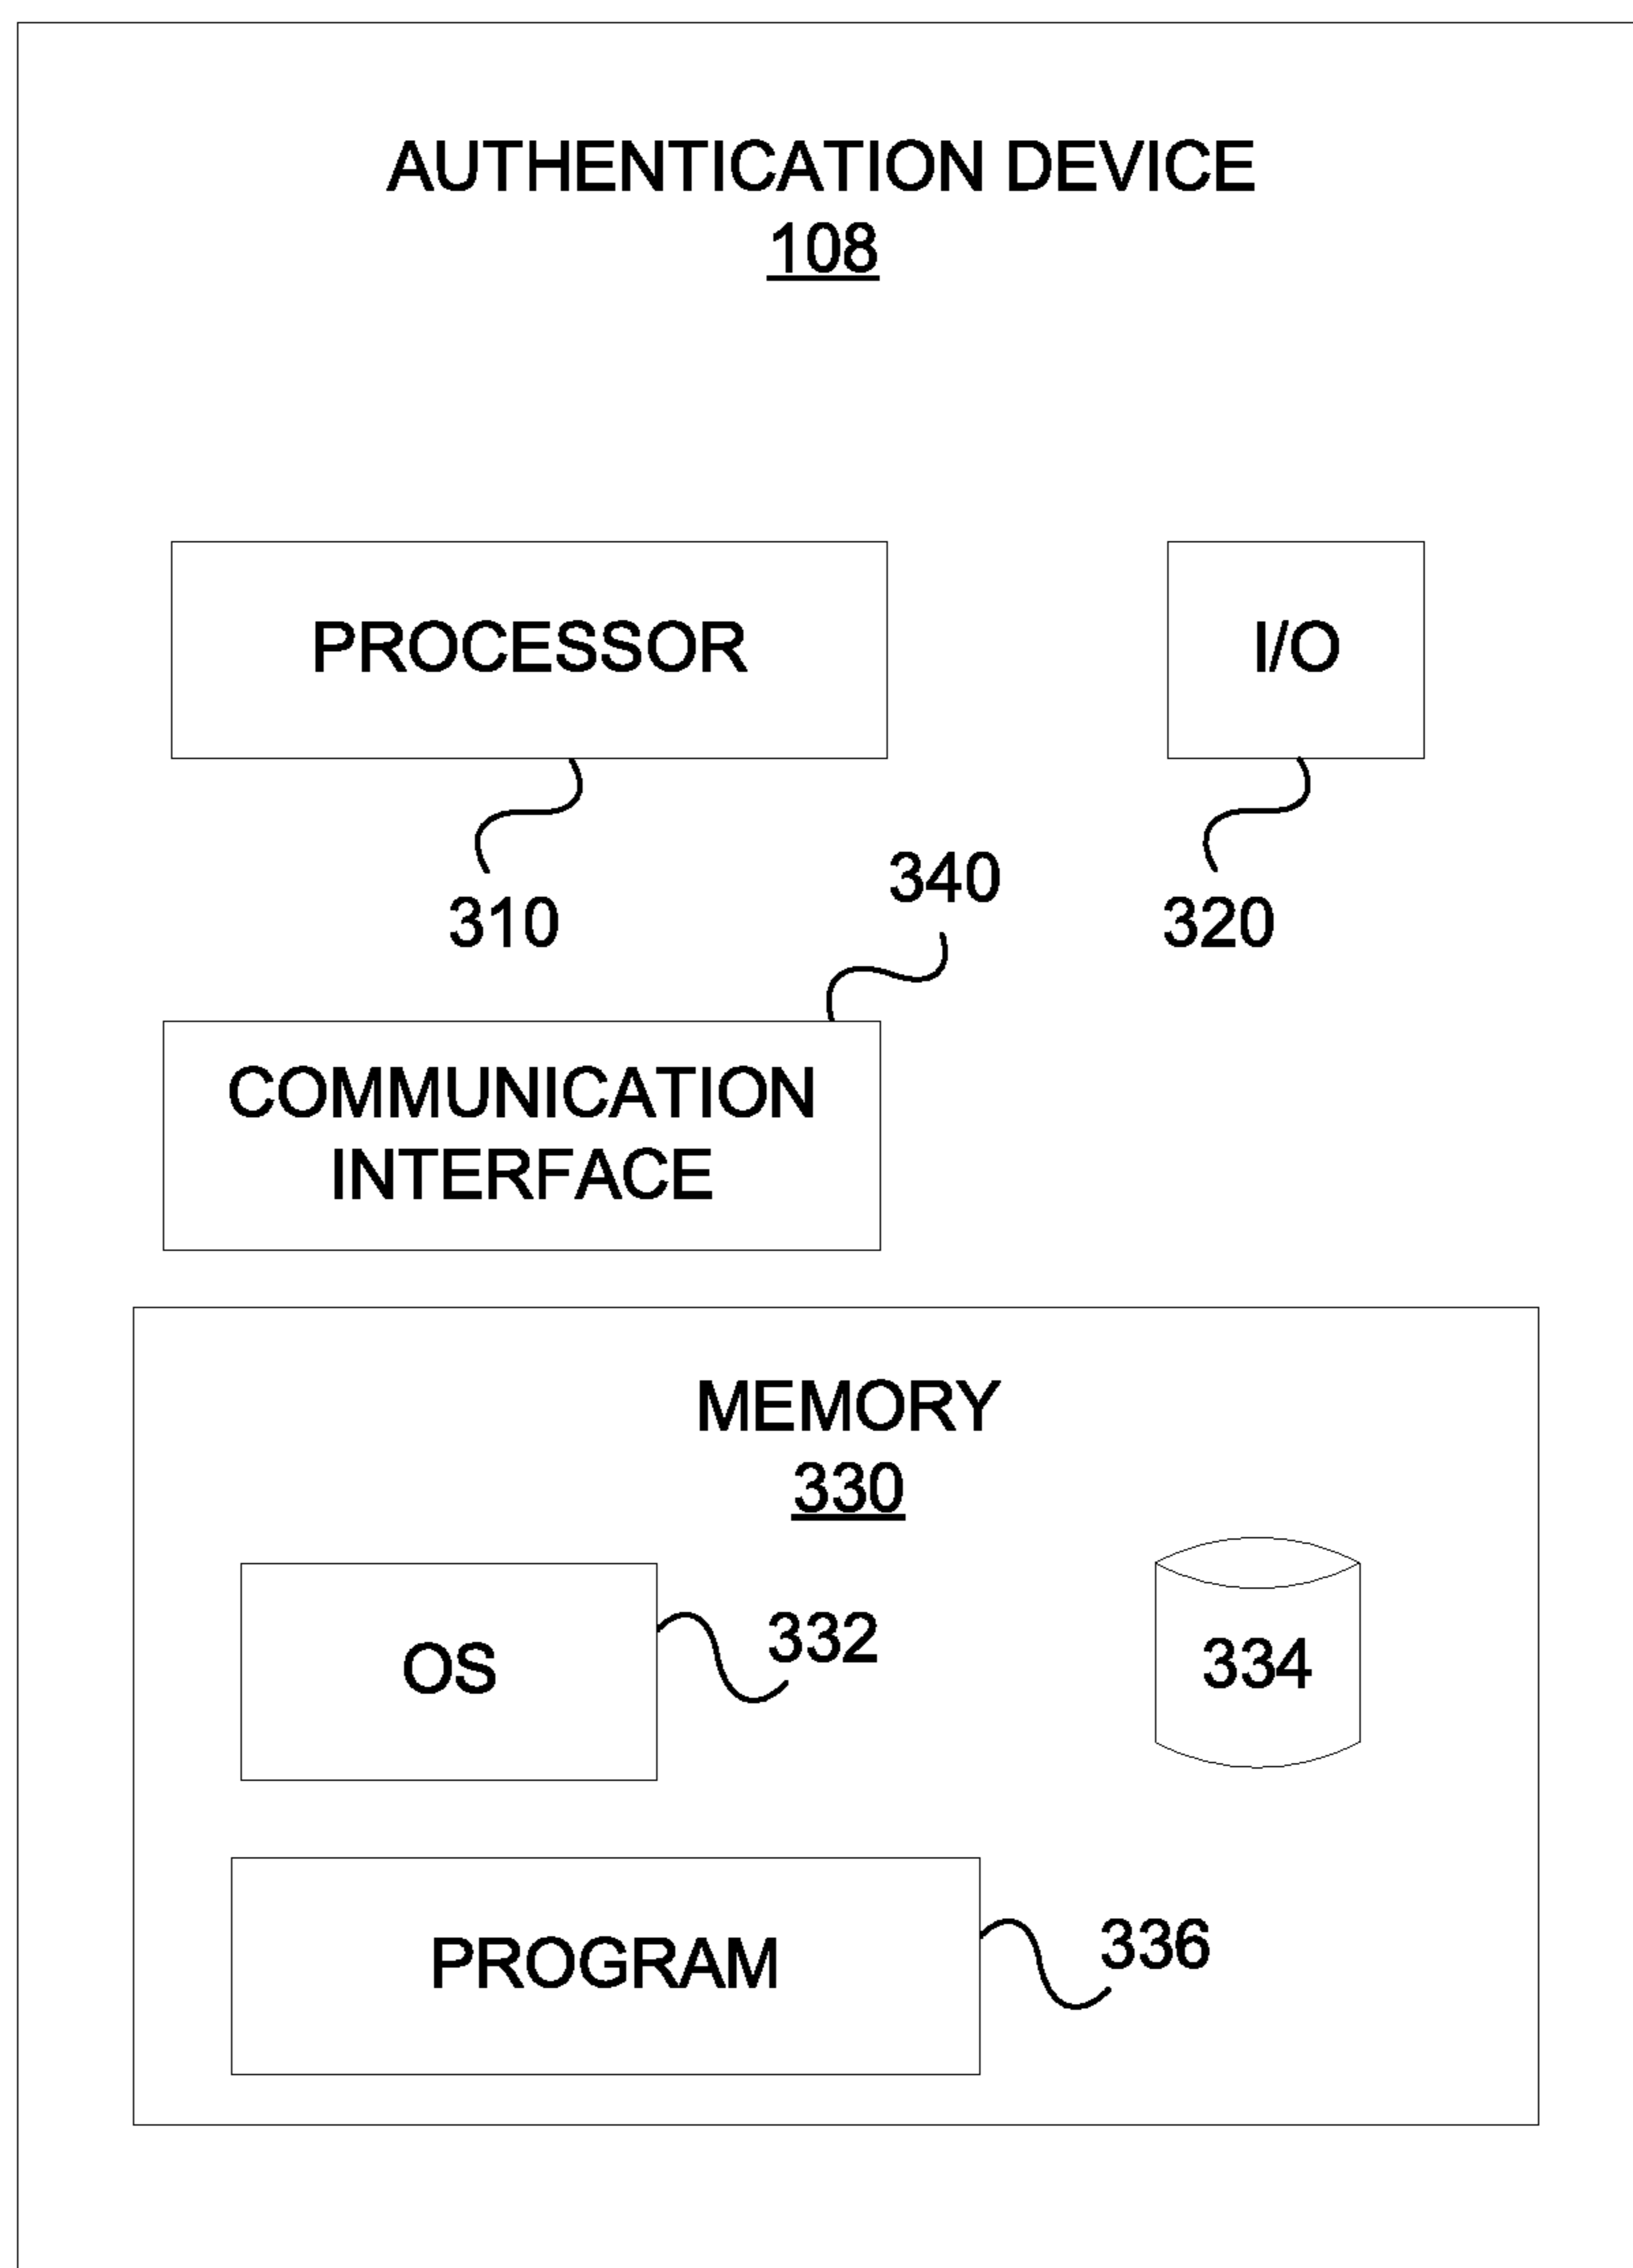 AUTHENTICATION DEVICE
108
PROCESSOR
I/O
310
340
320
COMMUNICATION
INTERFACE
MEMORY
330
OS
332
334
PROGRAM
336